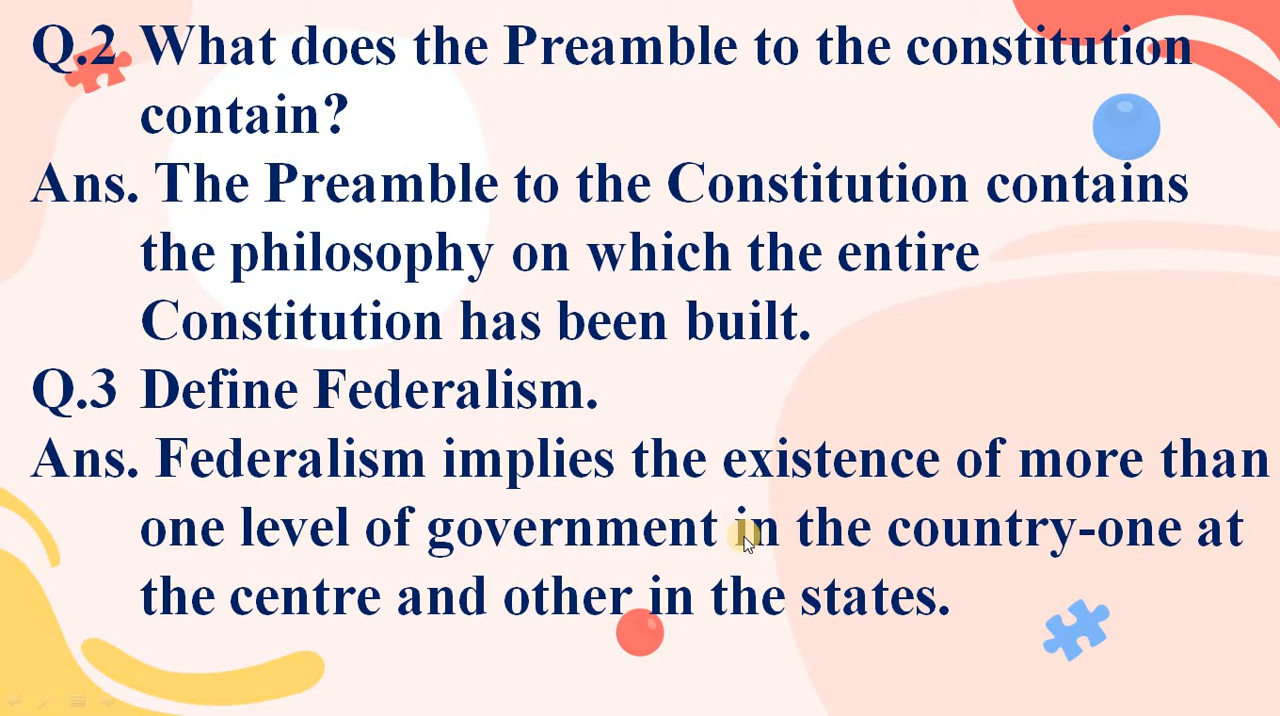 Q.2 What does the Preamble to the constitution
contain?
Ans. The Preamble to the Constitution contains
the philosophy on which the entire
Constitution has been built.
Q.3 Define Federalism.
Ans. Federalism implies the existence of more than
one level of government in the country-one at
the centre and other in the states.